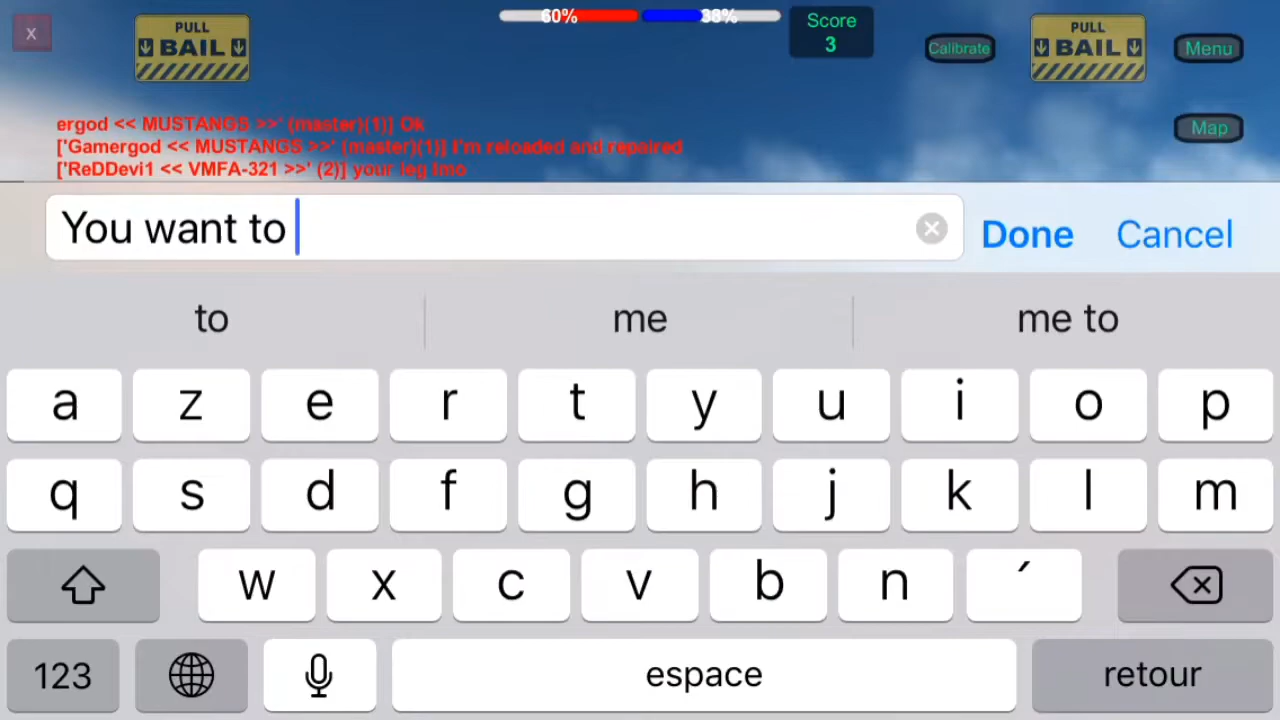 x
PULL
BAIL
60%
38%
Score
3
Calibrate
PULL
BAIL
Menu
Map
ergod << MUSTANGS >>' (master)(1)] Ok
['Gamergod << MUSTANGS >>' (master)(1)] I'm reloaded and repaired
['ReDDevi1 << VMFA-321 >>' (2)] your leg lmo
You want to
Done
Cancel
to
me
me to
a z e r t y u i o p
q s d f g h j k l m
w x c v b n ´
123
espace
retour